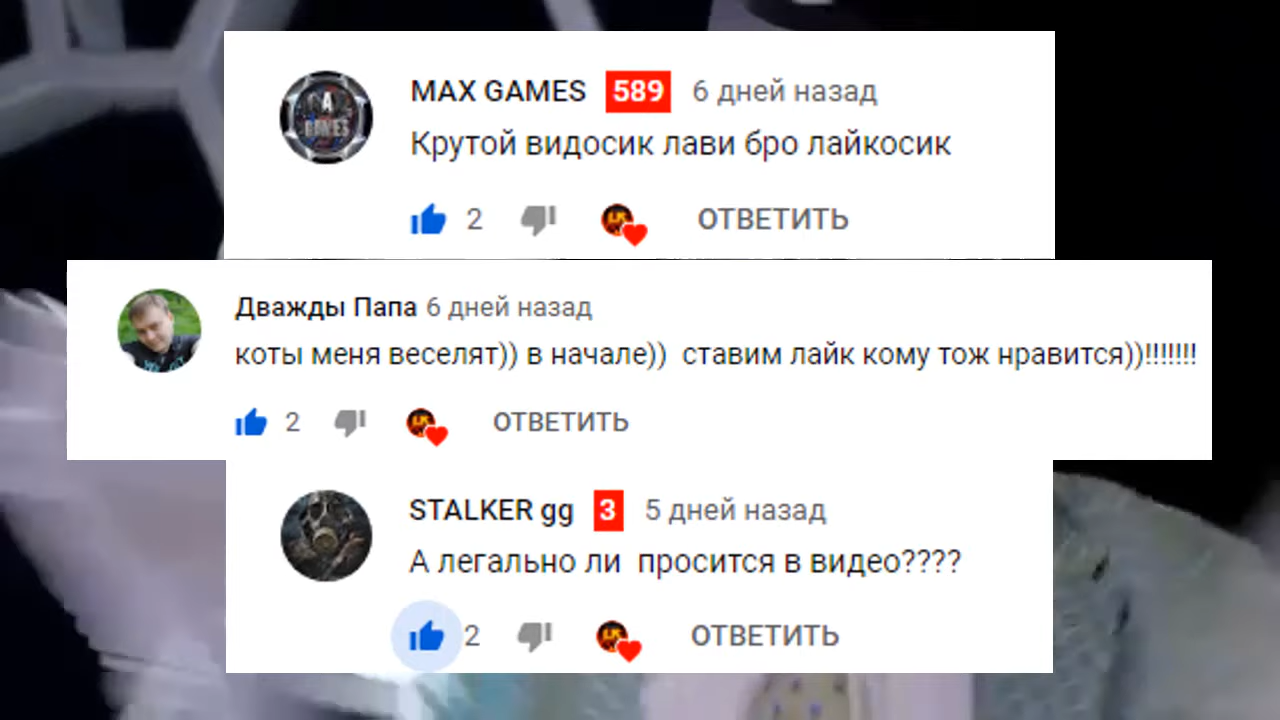 MAX GAMES 589 6 дней назад
Крутой видосик лави бро лайкосик
2 ОТВЕТИТЬ
Дважды Папа 6 дней назад
коты меня веселят)) в начале)) ставим лайк кому тож нравится))!!!!!!!
2 ОТВЕТИТЬ
STALKER gg 3 5 дней назад
А легально ли просится в видео????
2 ОТВЕТИТЬ